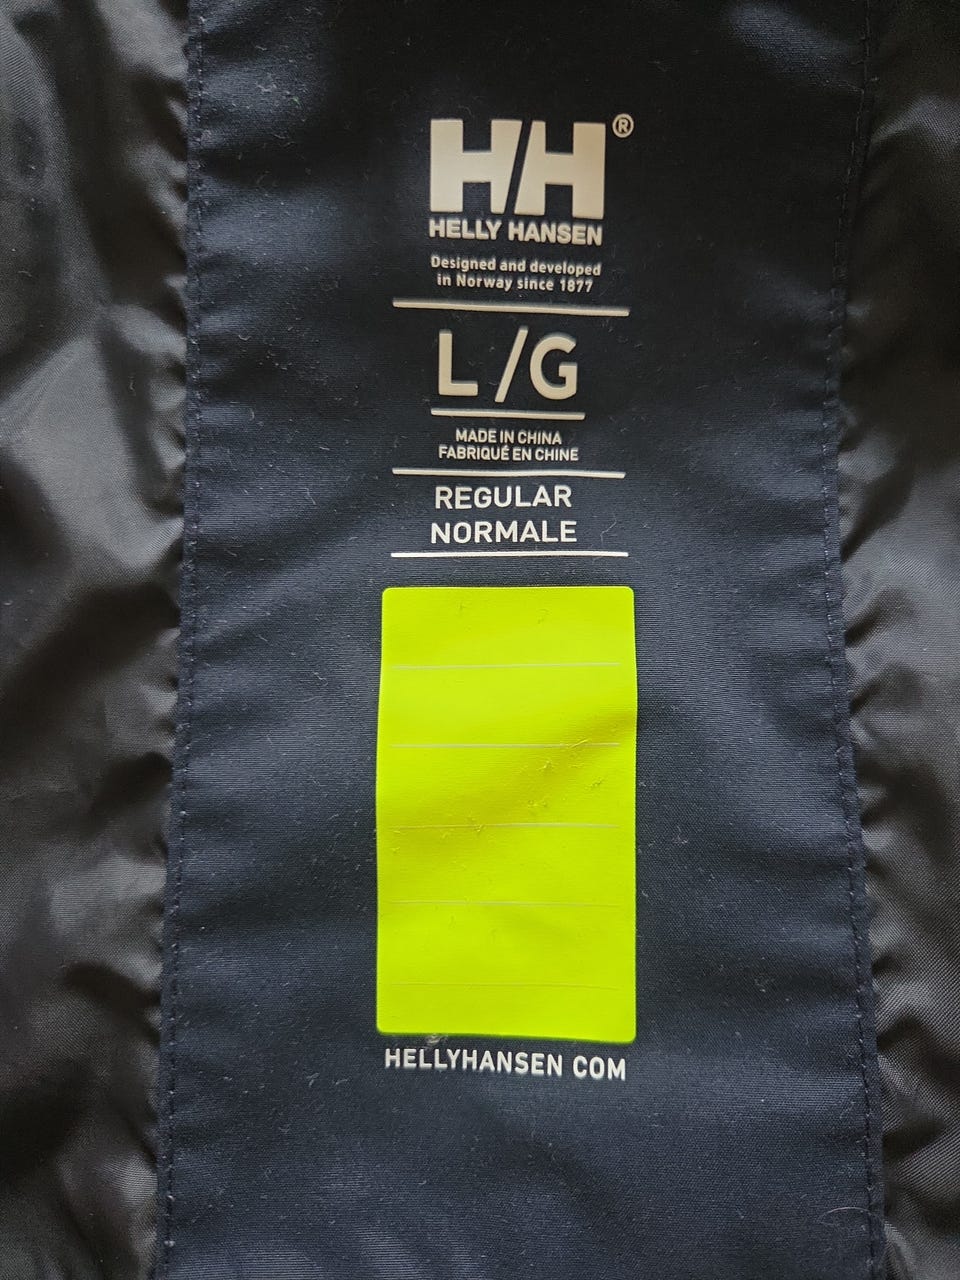 HH®
HELLY HANSEN
Designed and developed
in Norway since 1877
L/G
MADE IN CHINA
FABRIQUÉ EN CHINE
REGULAR
NORMALE
HELLYHANSEN COM